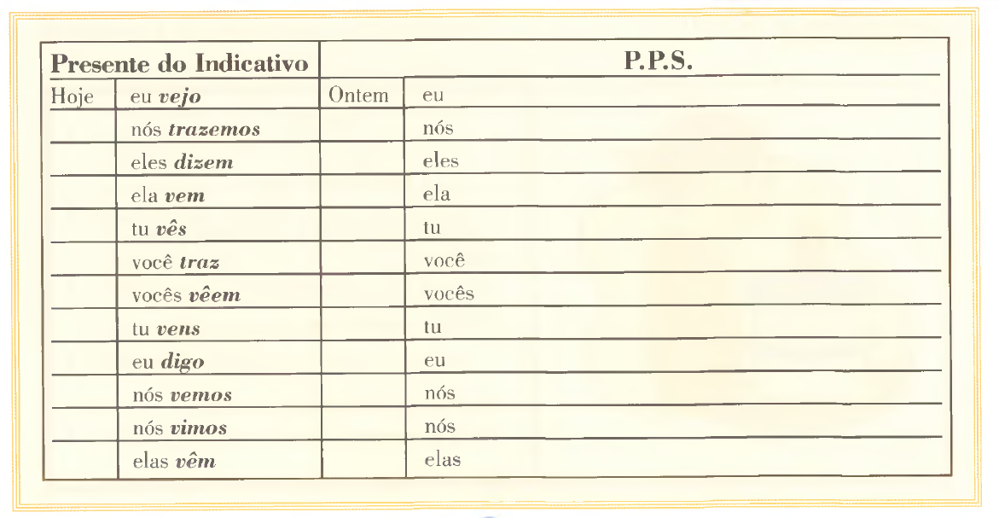 Presente do Indicativo P.P.S.
Hoje eu vejo Ontem eu
nós trazemos nós
eles dizem eles
ela vem ela
tu vês tu
você traz você
vocês vêem vocês
tu vens tu
eu digo eu
nós vemos nós
nós vimos nós
elas vêm elas